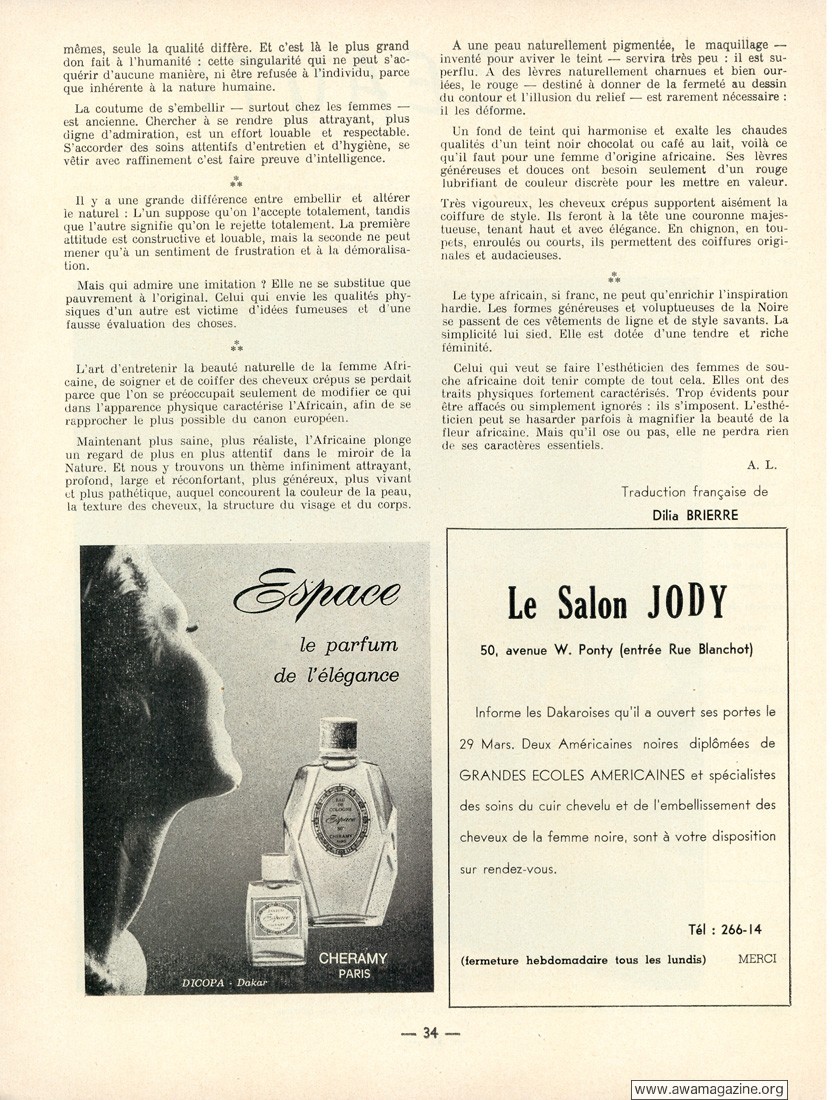 mêmes, seule la qualité diffère. Et c'est là le plus grand
don fait à l'humanité : cette singularité qui ne peut s'ac-
quérir d'aucune manière, ni être refusée à l'individu, parce
que inhérente à la nature humaine.
La coutume de s'embellir — surtout chez les femmes —
est ancienne. Chercher à se rendre plus attrayant, plus
digne d'admiration, est un effort louable et respectable.
S'accorder des soins attentifs d'entretien et d'hygiène, se
vêtir avec raffinement c'est faire preuve d'intelligence.
*
**
Il y a une grande différence entre embellir et altérer
le naturel : L'un suppose qu'on l'accepte totalement, tandis
que l'autre signifie qu'on le rejette totalement. La première
attitude est constructive et louable, mais la seconde ne peut
mener qu'à un sentiment de frustration et à la démoralisa-
tion.
Mais qui admire une imitation ? Elle ne se substitue que
pauvrement à l'original. Celui qui envie les qualités phy-
siques d'un autre est victime d'idées fumeuses et d'une
fausse évaluation des choses.
*
**
L'art d'entretenir la beauté naturelle de la femme Afri-
caine, de soigner et de coiffer des cheveux crépus se perdait
parce que l'on se préoccupait seulement de modifier ce qui
dans l'apparence physique caractérise l'Africain, afin de se
rapprocher le plus possible du canon européen.
Maintenant plus saine, plus réaliste, l'Africaine plonge
un regard de plus en plus attentif dans le miroir de la
Nature. Et nous y trouvons un thème infiniment attrayant,
profond, large et réconfortant, plus généreux, plus vivant
et plus pathétique, auquel concourent la couleur de la peau,
la texture des cheveux, la structure du visage et du corps.
A une peau naturellement pigmentée, le maquillage —
inventé pour aviver le teint — servira très peu : il est su-
perflu. A des lèvres naturellement charnues et bien our-
lées, le rouge — destiné à donner de la fermeté au dessin
du contour et l'illusion du relief — est rarement nécessaire :
il les déforme.
Un fond de teint qui harmonise et exalte les chaudes
qualités d'un teint noir chocolat ou café au lait, voilà ce
qu'il faut pour une femme d'origine africaine. Ses lèvres
généreuses et douces ont besoin seulement d'un rouge
lubrifiant de couleur discrète pour les mettre en valeur.
Très vigoureux, les cheveux crépus supportent aisément la
coiffure de style. Ils feront à la tête une couronne majes-
tueuse, tenant haut et avec élégance. En chignon, en tou-
pets, enroulés ou courts, ils permettent des coiffures origi-
nales et audacieuses.
*
**
Le type africain, si franc, ne peut qu'enrichir l'inspiration
hardie. Les formes généreuses et voluptueuses de la Noire
se passent de ces vêtements de ligne et de style savants. La
simplicité lui sied. Elle est dotée d'une tendre et riche
féminité.
Celui qui veut se faire l'esthéticien des femmes de sou-
che africaine doit tenir compte de tout cela. Elles ont des
traits physiques fortement caractérisés. Trop évidents pour
être affacés ou simplement ignorés : ils s'imposent. L'esthé-
ticien peut se hasarder parfois à magnifier la beauté de la
fleur africaine. Mais qu'il ose ou pas, elle ne perdra rien
de ses caractères essentiels.
A. L.
Traduction française de
Dilia BRIERRE
Espace
le parfum
de l'élégance
EAU
DE
COLOGNE
Espace
DE
CHERAMY
PARIS
Espace
CHERAMY
PARIS
DICOPA - Dakar
Le Salon JODY
50, avenue W. Ponty (entrée Rue Blanchot)
Informe les Dakaroises qu'il a ouvert ses portes le
29 Mars. Deux Américaines noires diplômées de
GRANDES ECOLES AMERICAINES et spécialistes
des soins du cuir chevelu et de l'embellissement des
cheveux de la femme noire, sont à votre disposition
sur rendez-vous.
Tél : 266-14
(fermeture hebdomadaire tous les lundis) MERCI
— 34 —
www.awamagazine.org